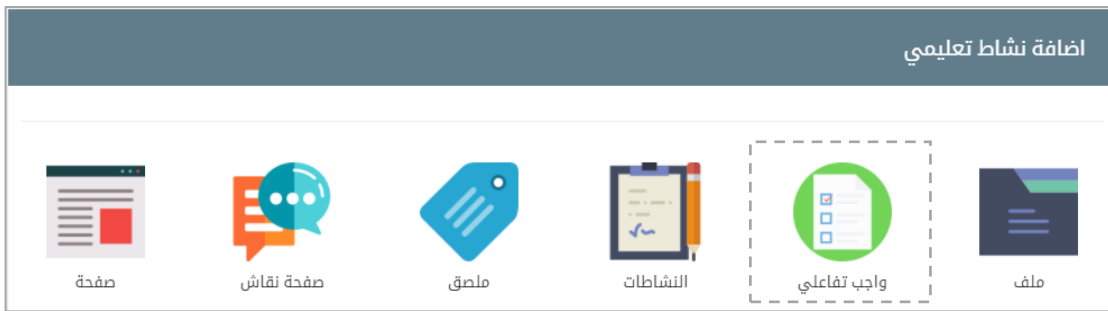 اضافة نشاط تعليمي
ملف
واجب تفاعلي
النشاطات
ملصق
صفحة نقاش
صفحة